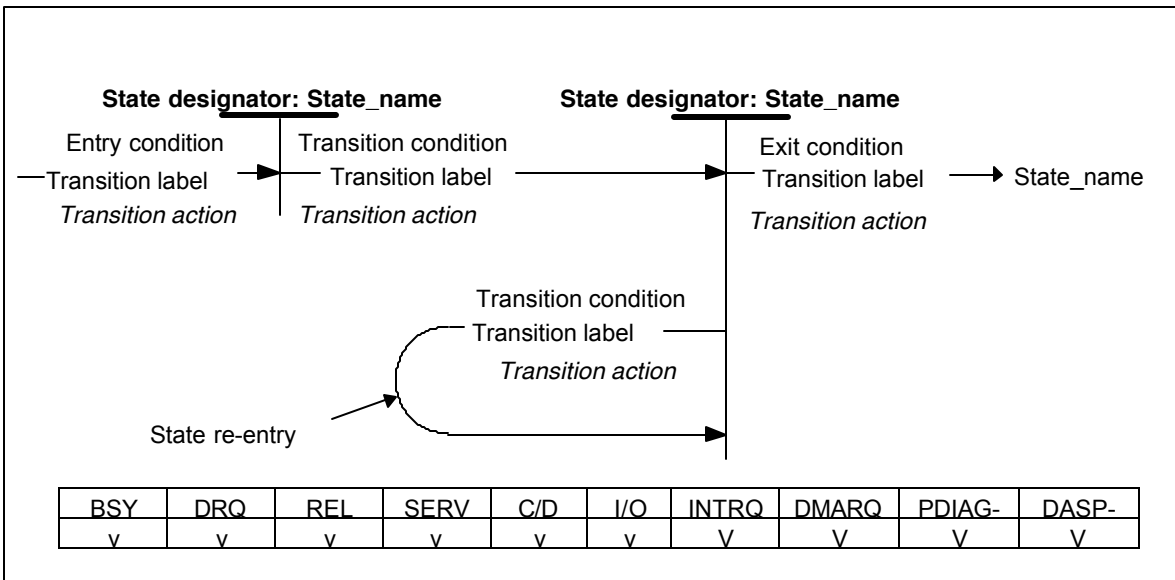 State designator: State_name State designator: State_name
Entry condition Transition condition Exit condition
Transition label Transition label Transition label State_name
Transition action Transition action Transition action
Transition condition
Transition label
Transition action
State re-entry
BSY DRQ REL SERV C/D I/O INTRQ DMARQ PDIAG- DASP-
v v v v v v V V V V